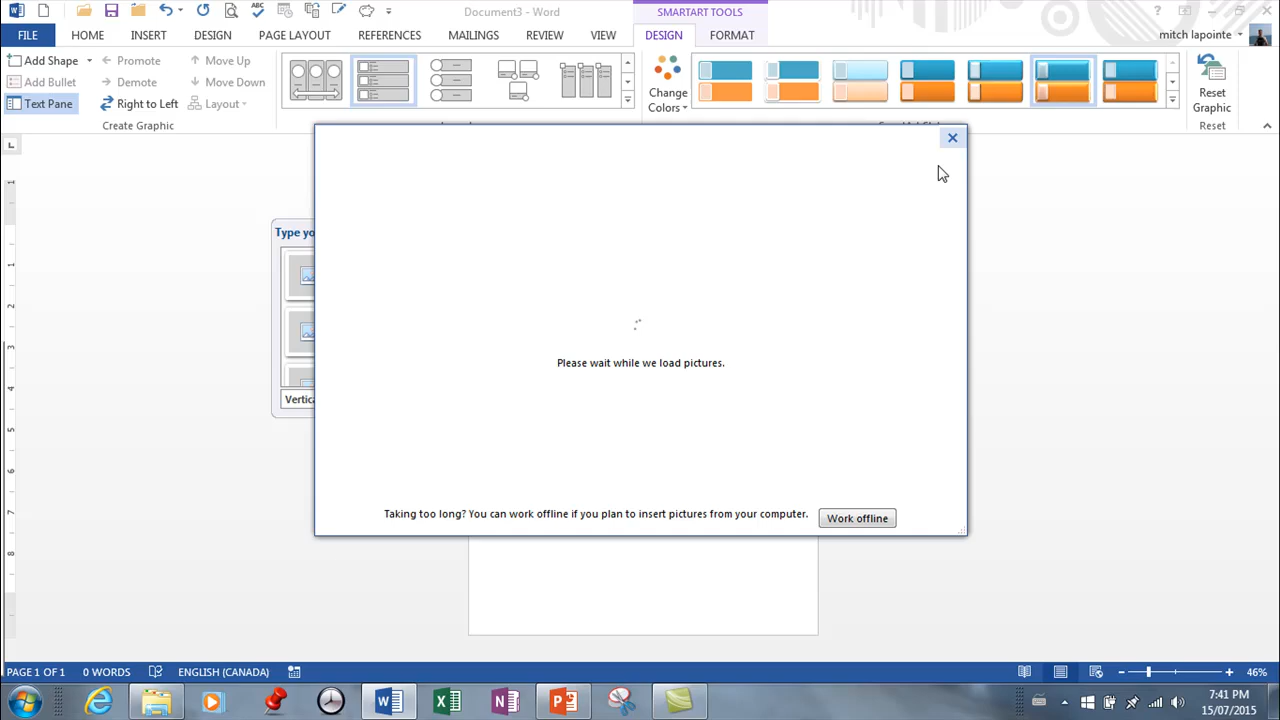 Document3 - Word
SMARTART TOOLS
FILE HOME INSERT DESIGN PAGE LAYOUT REFERENCES MAILINGS REVIEW VIEW DESIGN FORMAT mitch lapointe
Add Shape Promote Move Up
Add Bullet Demote Move Down
Text Pane Right to Left Layout
Create Graphic
Change
Colors
Reset
Graphic
Reset
Type yo
Please wait while we load pictures.
Vertica
Taking too long? You can work offline if you plan to insert pictures from your computer. Work offline
PAGE 1 OF 1 0 WORDS ENGLISH (CANADA) 46%
7:41 PM
15/07/2015